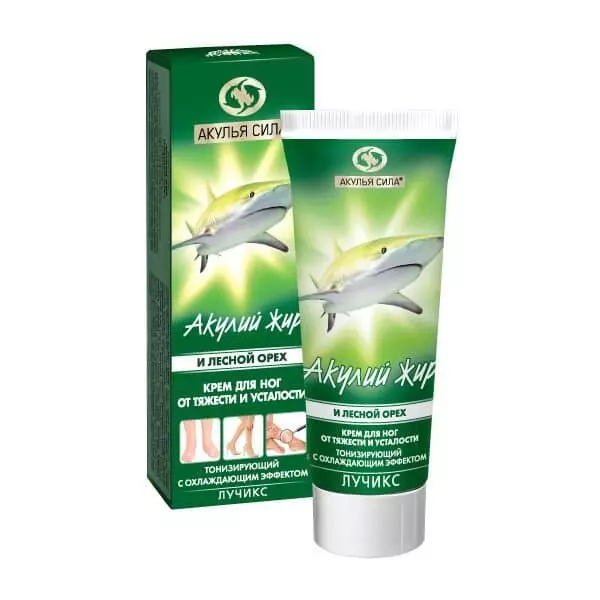 АКУЛЬЯ СИЛА®
Акулий жир
И ЛЕСНОЙ ОРЕХ
КРЕМ ДЛЯ НОГ
ОТ ТЯЖЕСТИ И УСТАЛОСТИ
ТОНИЗИРУЮЩИЙ
С ОХЛАЖДАЮЩИМ ЭФФЕКТОМ
ЛУЧИКС
АКУЛЬЯ СИЛА®
Акулий жир
И ЛЕСНОЙ ОРЕХ
КРЕМ ДЛЯ НОГ
ОТ ТЯЖЕСТИ И УСТАЛОСТИ
ТОНИЗИРУЮЩИЙ
С ОХЛАЖДАЮЩИМ ЭФФЕКТОМ
ЛУЧИКС